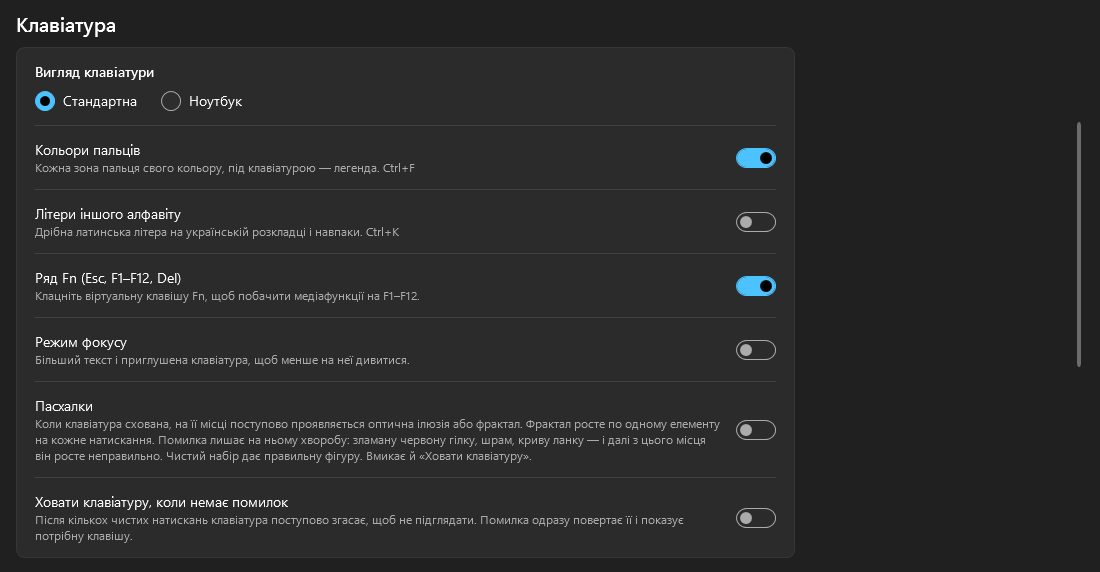 Клавіатура
Вигляд клавіатури
Стандартна
Ноутбук
Кольори пальців
Кожна зона пальця свого кольору, під клавіатурою — легенда. Ctrl+F
Літери іншого алфавіту
Дрібна латинська літера на українській розкладці і навпаки. Ctrl+K
Ряд Fn (Esc, F1–F12, Del)
Клацніть віртуальну клавішу Fn, щоб побачити медіафункції на F1–F12.
Режим фокусу
Більший текст і приглушена клавіатура, щоб менше на неї дивитися.
Пасхалки
Коли клавіатура схована, на її місці поступово проявляється оптична ілюзія або фрактал. Фрактал росте по одному елементу
на кожне натискання. Помилка лишає на ньому хворобу: зламану червону гілку, шрам, криву ланку — і далі з цього місця
він росте неправильно. Чистий набір дає правильну фігуру. Вмикає й «Ховати клавіатуру».
Ховати клавіатуру, коли немає помилок
Після кількох чистих натискань клавіатура поступово згасає, щоб не підглядати. Помилка одразу повертає її і показує
потрібну клавішу.